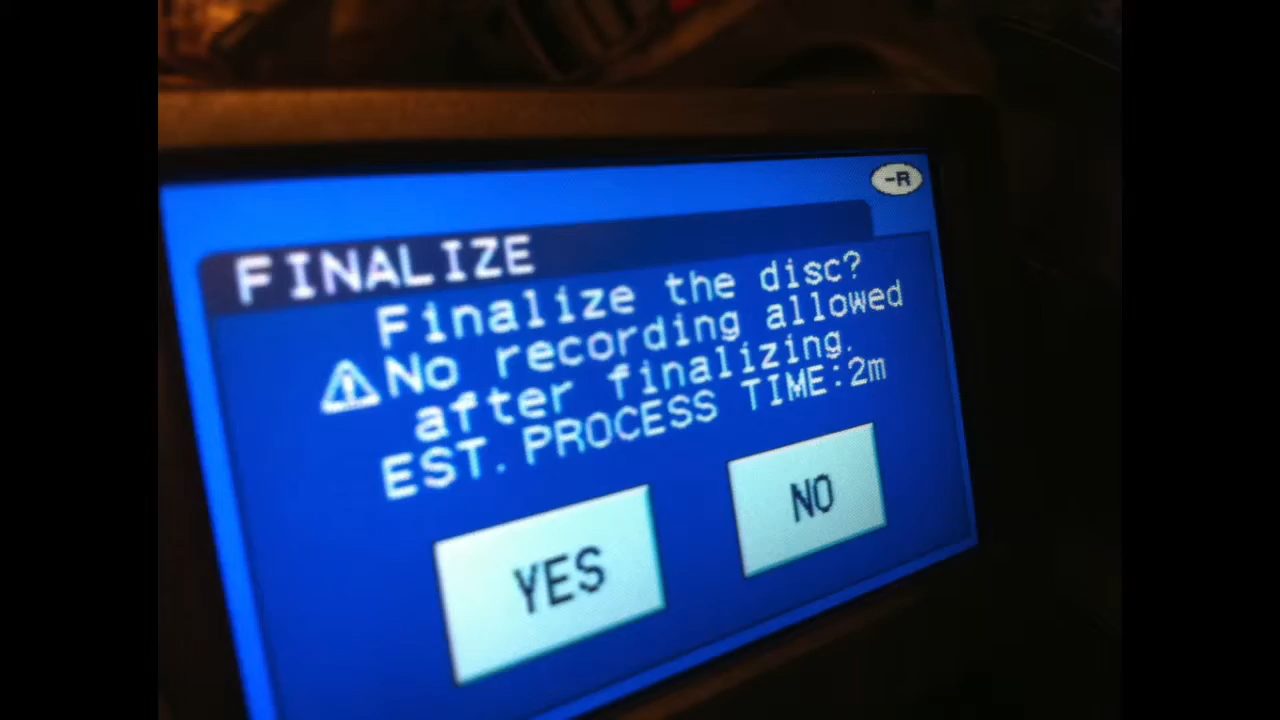 -R
FINALIZE
Finalize the disc?
⚠No recording allowed
after finalizing.
EST. PROCESS TIME:2m
YES
NO